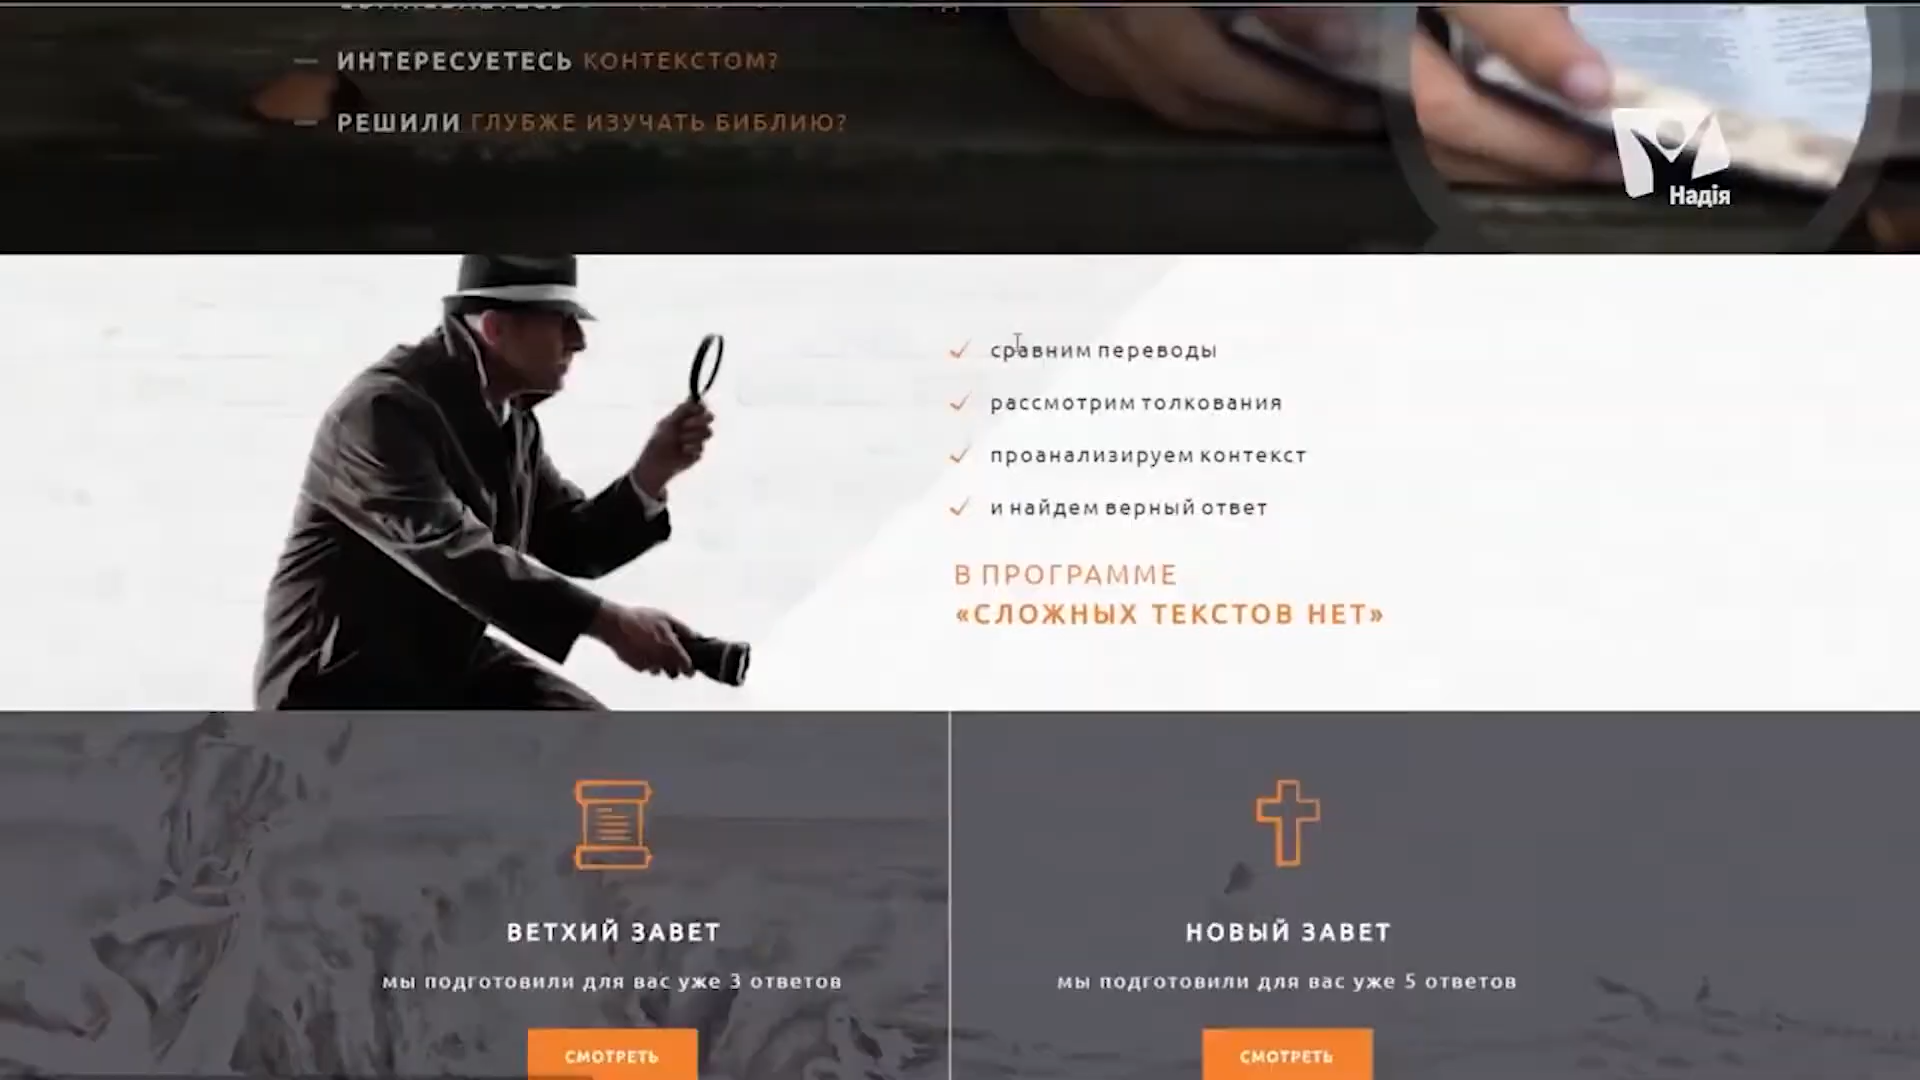 — ИНТЕРЕСУЕТЕСЬ КОНТЕКСТОМ?
— РЕШИЛИ ГЛУБЖЕ ИЗУЧАТЬ БИБЛИЮ?
Надія
сравним переводы
рассмотрим толкования
проанализируем контекст
и найдем верный ответ
В ПРОГРАММЕ
«СЛОЖНЫХ ТЕКСТОВ НЕТ»
ВЕТХИЙ ЗАВЕТ
мы подготовили для вас уже 3 ответов
СМОТРЕТЬ
НОВЫЙ ЗАВЕТ
мы подготовили для вас уже 5 ответов
СМОТРЕТЬ